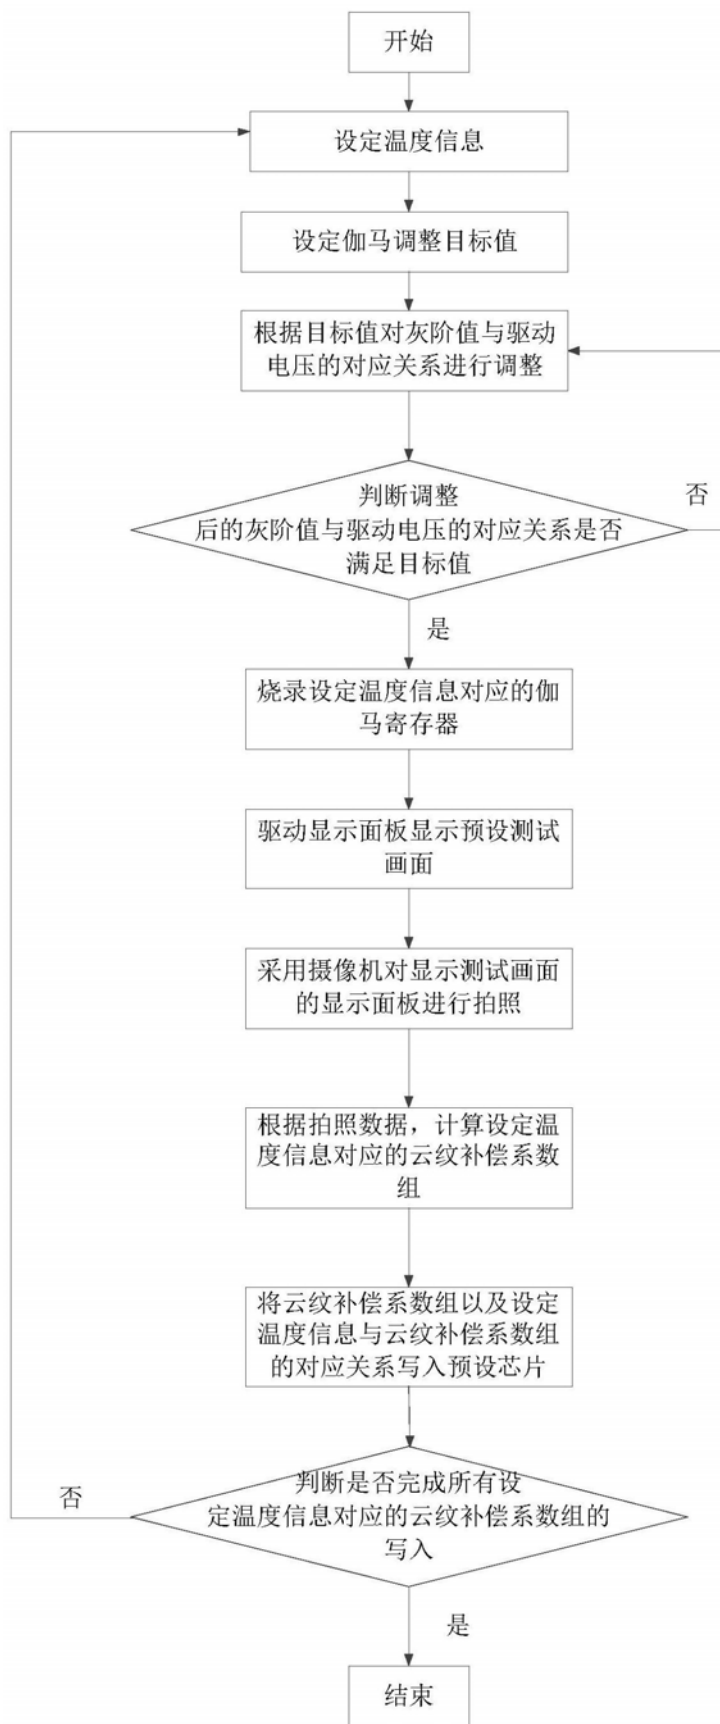 开始
设定温度信息
设定伽马调整目标值
根据目标值对灰阶值与驱动
电压的对应关系进行调整
判断调整
后的灰阶值与驱动电压的对应关系是否
满足目标值
否
是
烧录设定温度信息对应的伽
马寄存器
驱动显示面板显示预设测试
画面
采用摄像机对显示测试画面
的显示面板进行拍照
根据拍照数据，计算设定温
度信息对应的云纹补偿系数
组
将云纹补偿系数组以及设定
温度信息与云纹补偿系数组
的对应关系写入预设芯片
判断是否完成所有设
定温度信息对应的云纹补偿系数组的
写入
否
是
结束